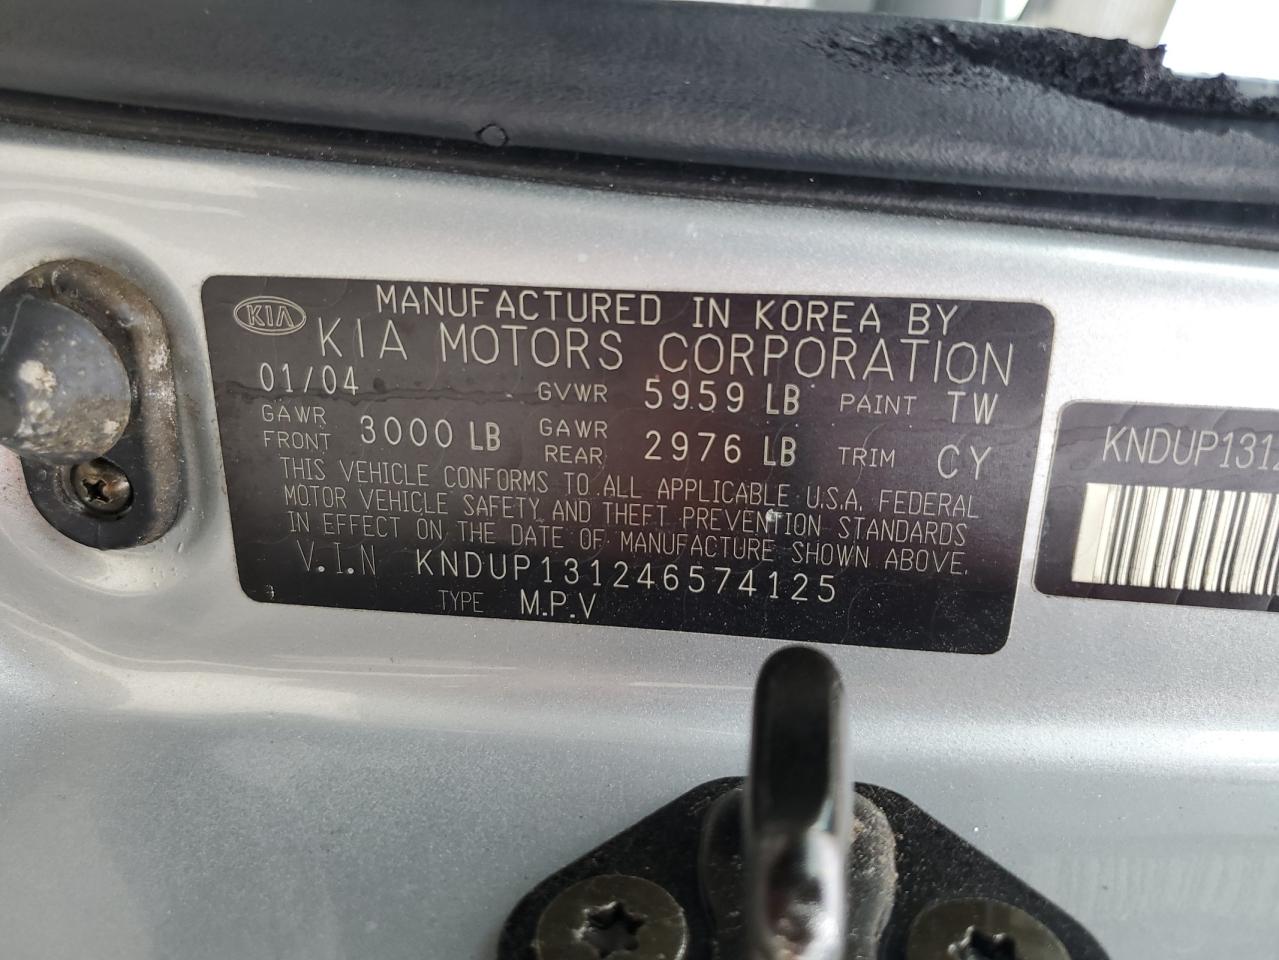 KIA
MANUFACTURED IN KOREA BY
KIA MOTORS CORPORATION
01/04 GVWR 5959 LB PAINT TW
GAWR FRONT 3000 LB GAWR REAR 2976 LB TRIM CY
THIS VEHICLE CONFORMS TO ALL APPLICABLE U.S.A. FEDERAL
MOTOR VEHICLE SAFETY AND THEFT PREVENTION STANDARDS
IN EFFECT ON THE DATE OF MANUFACTURE SHOWN ABOVE.
V.I.N KNDUP131246574125
TYPE M.P.V
KNDUP1312